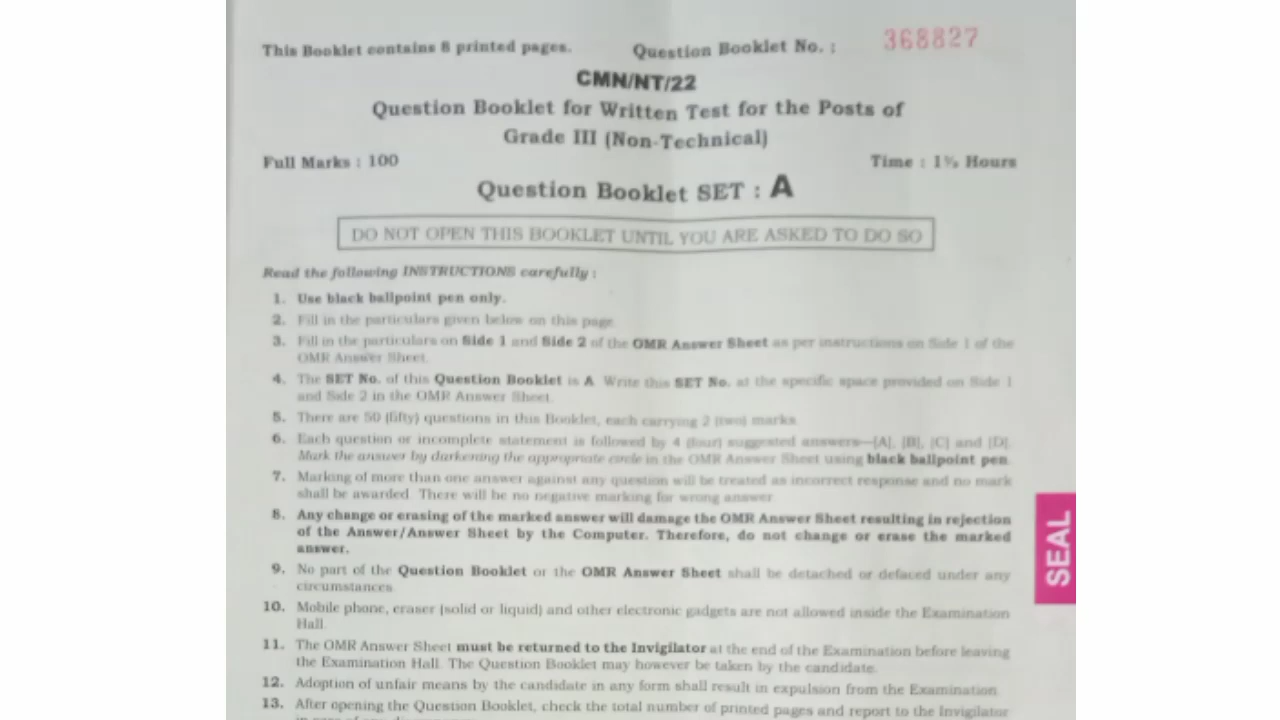 This Booklet contains 8 printed pages. Question Booklet No. : 368827
CMN/NT/22
Question Booklet for Written Test for the Posts of
Grade III (Non-Technical)
Full Marks : 100 Time : 1½ Hours
Question Booklet SET : A
DO NOT OPEN THIS BOOKLET UNTIL YOU ARE ASKED TO DO SO
Read the following INSTRUCTIONS carefully :
1. Use black ballpoint pen only.
2. Fill in the particulars given below on this page.
3. Fill in the particulars on Side 1 and Side 2 of the OMR Answer Sheet as per instructions on Side 1 of the
OMR Answer Sheet.
4. The SET No. of this Question Booklet is A. Write this SET No. at the specific space provided on Side 1
and Side 2 in the OMR Answer Sheet.
5. There are 50 (fifty) questions in this Booklet, each carrying 2 (two) marks.
6. Each question or incomplete statement is followed by 4 (four) suggested answers—[A], [B], [C] and [D].
Mark the answer by darkening the appropriate circle in the OMR Answer Sheet using black ballpoint pen.
7. Marking of more than one answer against any question will be treated as incorrect response and no mark
shall be awarded. There will be no negative marking for wrong answer.
8. Any change or erasing of the marked answer will damage the OMR Answer Sheet resulting in rejection
of the Answer/Answer Sheet by the Computer. Therefore, do not change or erase the marked
answer.
9. No part of the Question Booklet or the OMR Answer Sheet shall be detached or defaced under any
circumstances.
10. Mobile phone, eraser (solid or liquid) and other electronic gadgets are not allowed inside the Examination
Hall.
11. The OMR Answer Sheet must be returned to the Invigilator at the end of the Examination before leaving
the Examination Hall. The Question Booklet may however be taken by the candidate.
12. Adoption of unfair means by the candidate in any form shall result in expulsion from the Examination.
13. After opening the Question Booklet, check the total number of printed pages and report to the Invigilator
SEAL